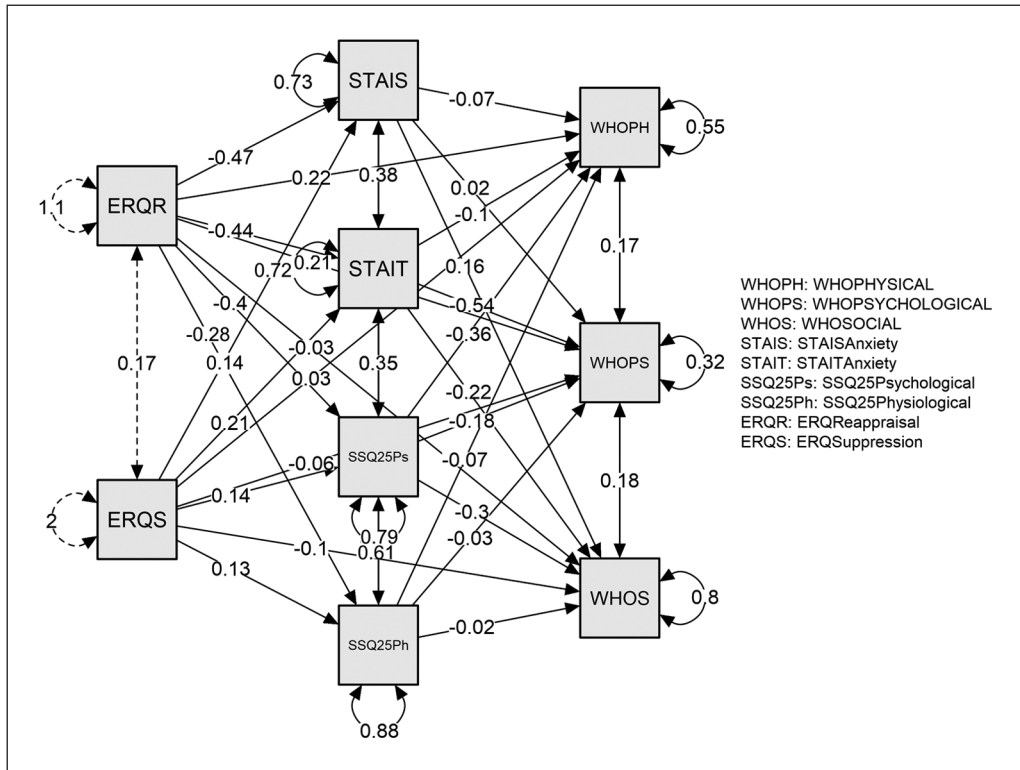 STAIS
0.73
-0.07
WHOPH
0.55
-0.47
ERQR
1.1
0.22
0.38
0.02
-0.1
-0.44
0.21
STAIT
0.17
0.72
0.16
-0.4
-0.54
-0.36
-0.28
-0.03
0.17
0.14
0.35
WHOPS
0.32
0.03
-0.22
0.21
-0.18
SSQ25Ps
-0.06
-0.07
0.14
0.18
ERQS
2
0.79
-0.3
-0.1
0.61
-0.03
0.13
WHOS
0.8
-0.02
SSQ25Ph
0.88
WHOPH: WHOPHYSICAL
WHOPS: WHOPSYCHOLOGICAL
WHOS: WHOSOCIAL
STAIS: STAISAnxiety
STAIT: STAITAnxiety
SSQ25Ps: SSQ25Psychological
SSQ25Ph: SSQ25Physiological
ERQR: ERQReappraisal
ERQS: ERQSuppression